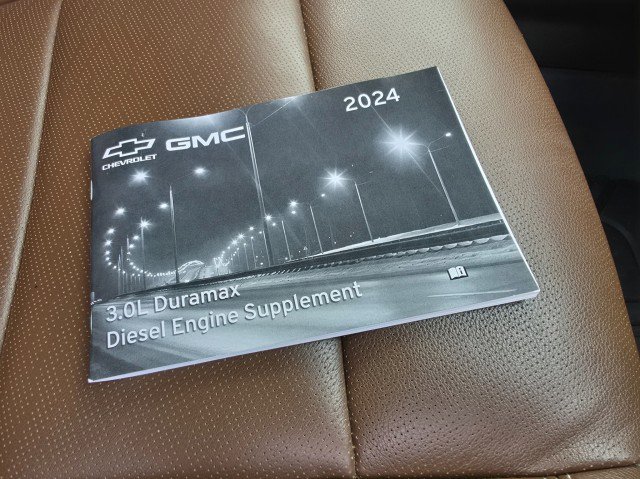 2024
CHEVROLET
GMC
3.0L Duramax
Diesel Engine Supplement